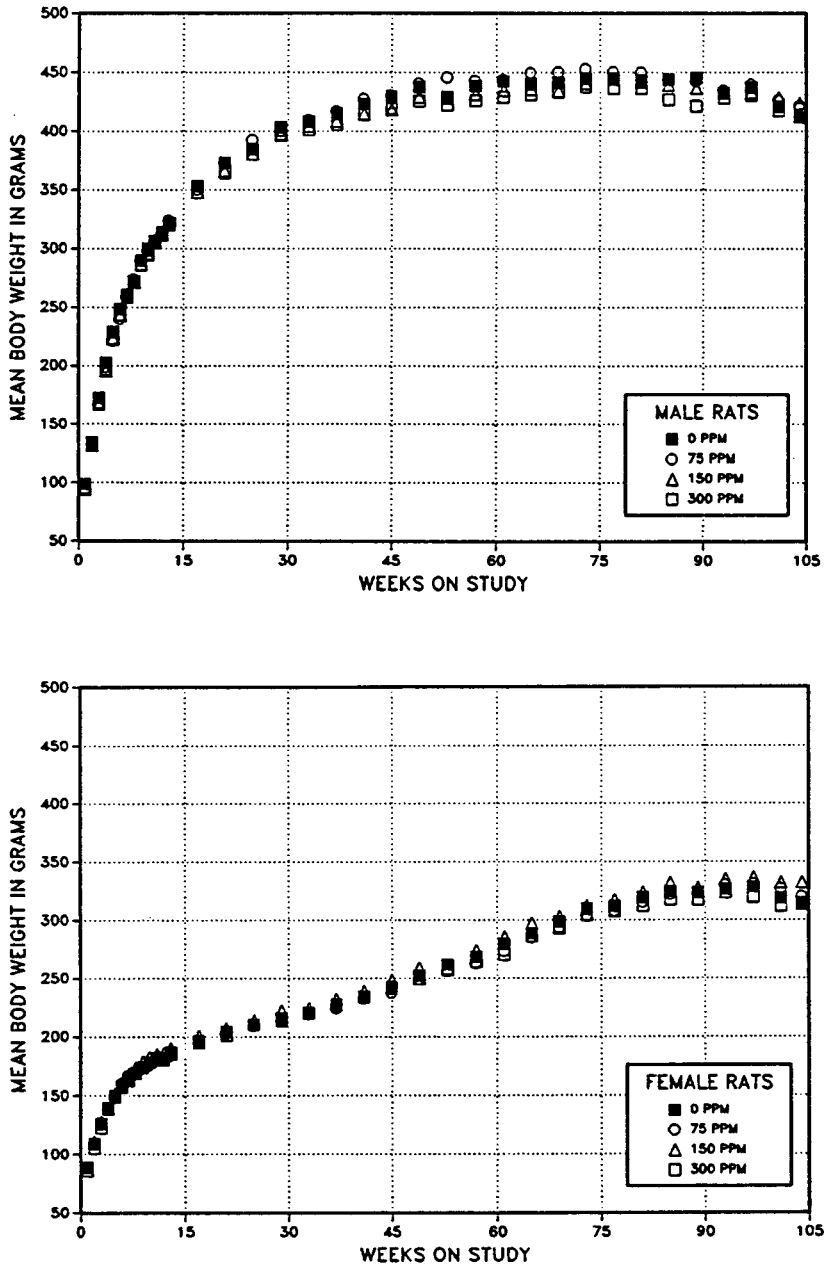 500
450
400
350
300
250
200
150
100
50
MEAN BODY WEIGHT IN GRAMS
MALE RATS
0 PPM
75 PPM
150 PPM
300 PPM
0 15 30 45 60 75 90 105
WEEKS ON STUDY
500
450
400
350
300
250
200
150
100
50
MEAN BODY WEIGHT IN GRAMS
FEMALE RATS
0 PPM
75 PPM
150 PPM
300 PPM
0 15 30 45 60 75 90 105
WEEKS ON STUDY